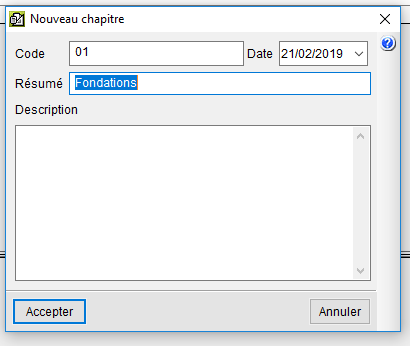 Nouveau chapitre
Code 01 Date 21/02/2019
Résumé Fondations
Description
Accepter Annuler